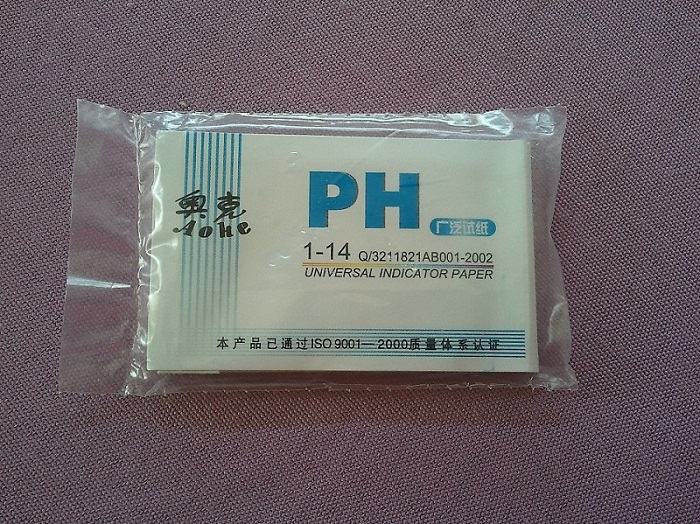 奥克
Aohe
PH
广泛试纸
1-14 Q/3211821AB001-2002
UNIVERSAL INDICATOR PAPER
本产品已通过ISO 9001—2000质量体系认证